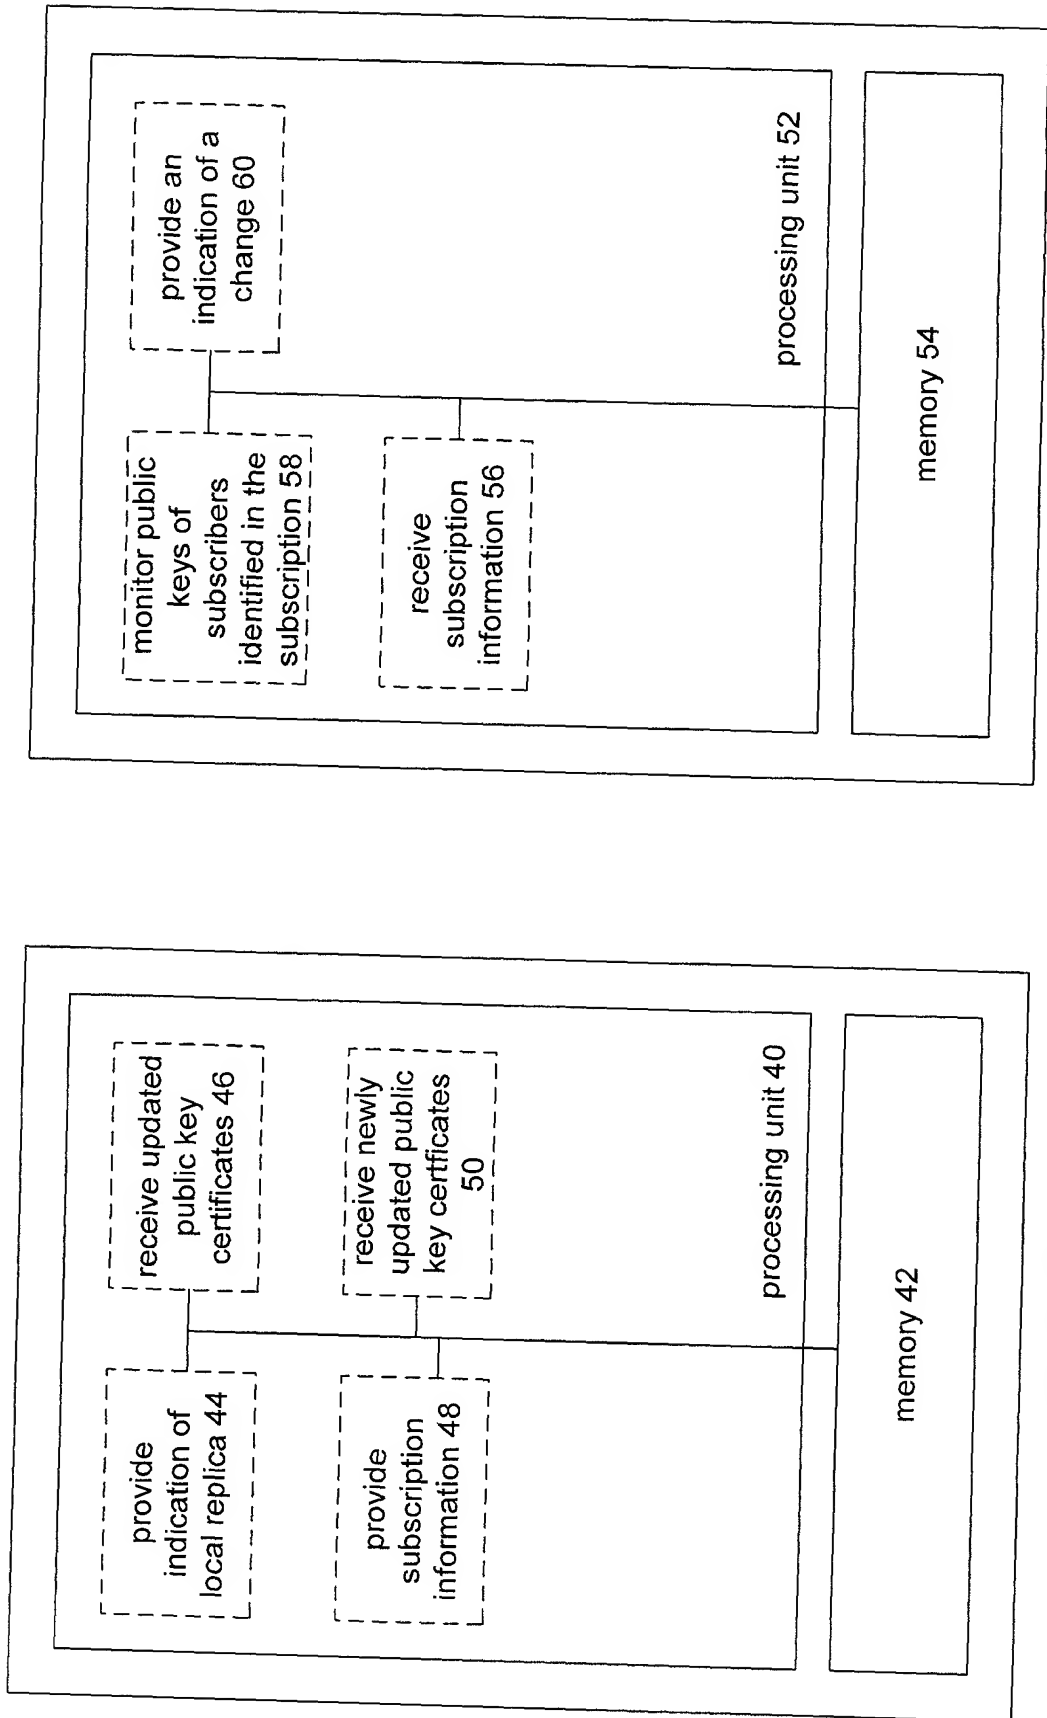 provide
indication of
local replica 44
receive updated
public key
certificates 46
provide
subscription
information 48
receive newly
updated public
key certficates
50
processing unit 40
memory 42
monitor public
keys of
subscribers
identified in the
subscription 58
provide an
indication of a
change 60
receive
subscription
information 56
processing unit 52
memory 54